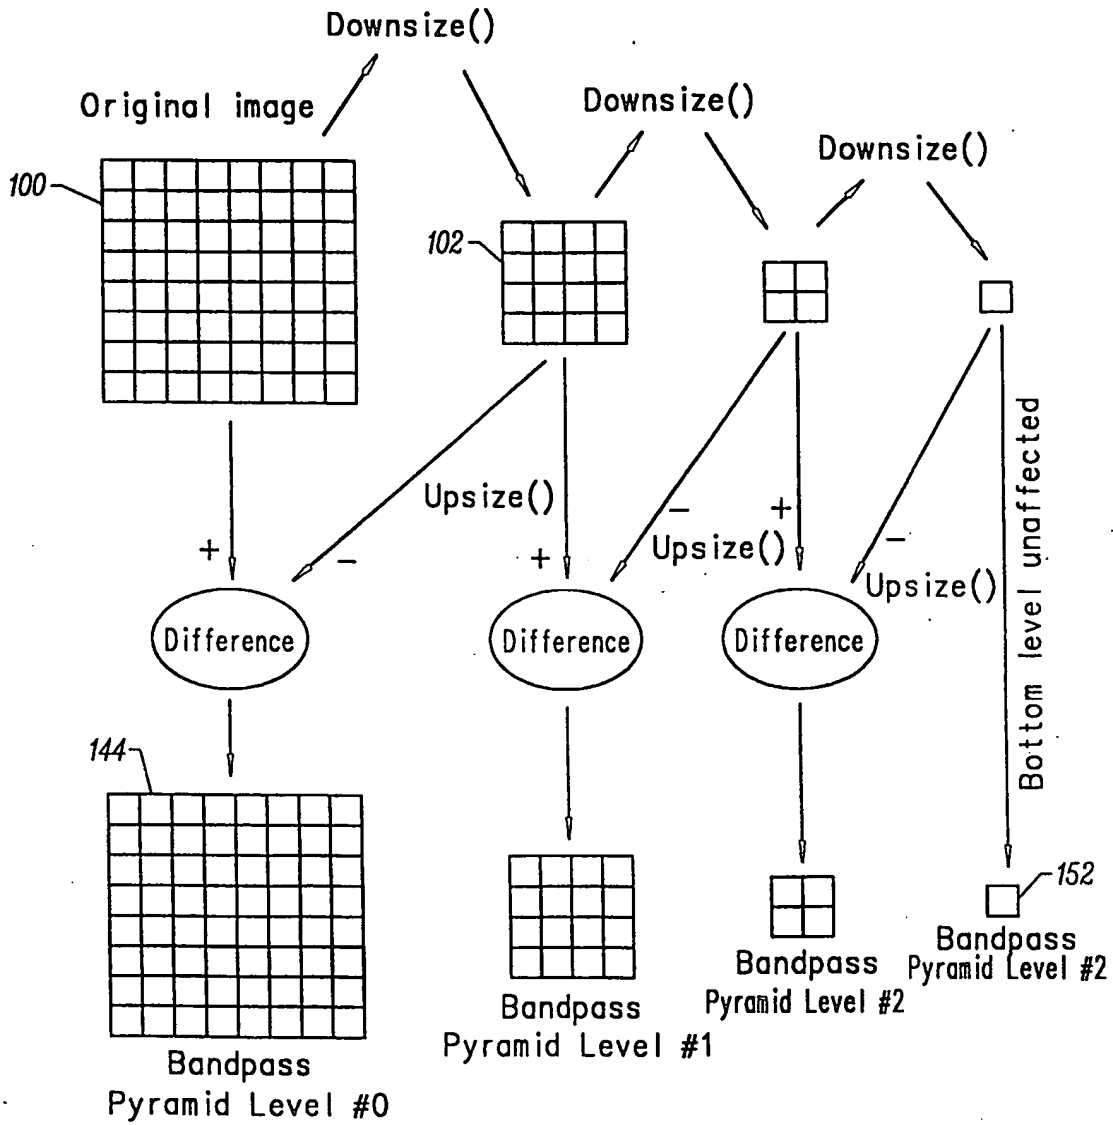 Downsize()
Original image
Downsize()
Downsize()
100
102
Upsize()
+
-
+
-
Upsize()
+
-
Upsize()
Bottom level unaffected
Difference
Difference
Difference
144
152
Bandpass
Pyramid Level #0
Bandpass
Pyramid Level #1
Bandpass
Pyramid Level #2
Bandpass
Pyramid Level #2